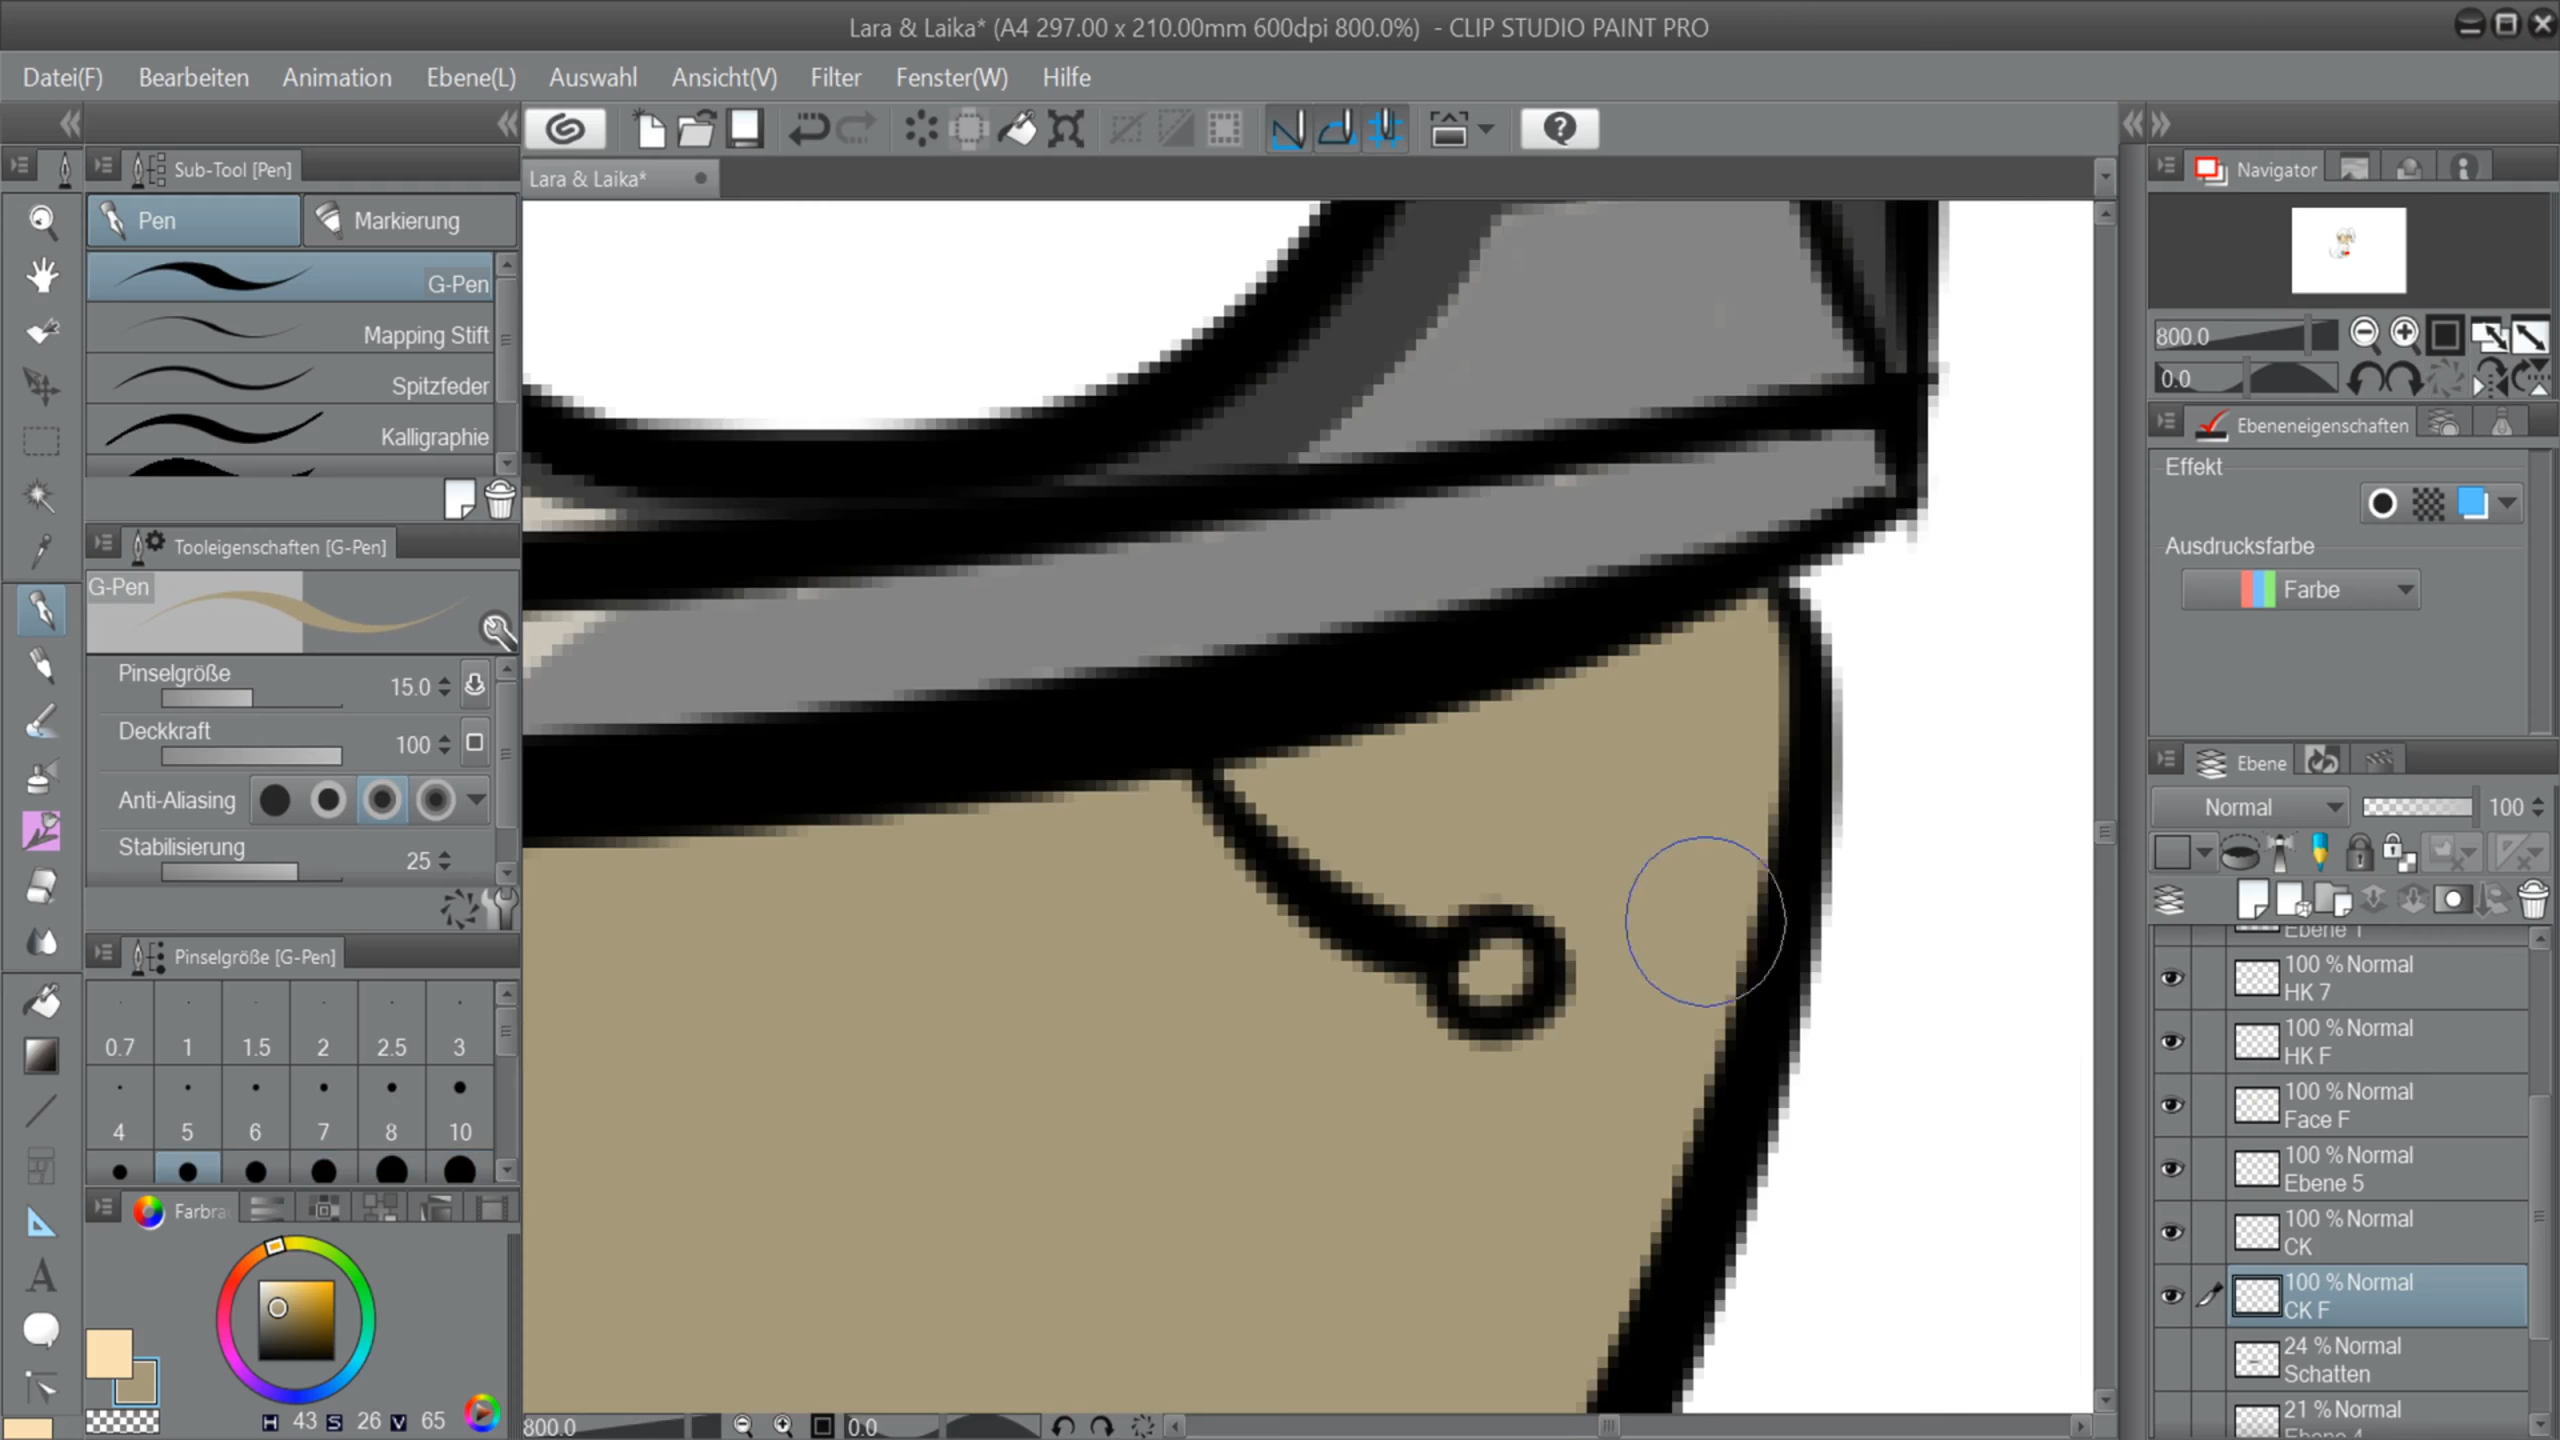 Lara & Laika* (A4 297.00 x 210.00mm 600dpi 800.0%) - CLIP STUDIO PAINT PRO
Datei(F) Bearbeiten Animation Ebene(L) Auswahl Ansicht(V) Filter Fenster(W) Hilfe
Sub-Tool [Pen]
Lara & Laika*
Navigator
Pen Markierung
G-Pen
Mapping Stift
Spitzfeder
Kalligraphie
800.0
0.0
Ebeneneigenschaften
Effekt
Ausdrucksfarbe
Farbe
Tooleigenschaften [G-Pen]
G-Pen
Pinselgröße 15.0
Deckkraft 100
Anti-Aliasing
Stabilisierung 25
Pinselgröße [G-Pen]
0.7 1 1.5 2 2.5 3
4 5 6 7 8 10
Farbra
H 43 S 26 V 65
800.0 0.0
Ebene
Normal 100
Ebene 1
100 % Normal
HK 7
100 % Normal
HK F
100 % Normal
Face F
100 % Normal
Ebene 5
100 % Normal
CK
100 % Normal
CK F
24 % Normal
Schatten
21 % Normal
Ebene 4